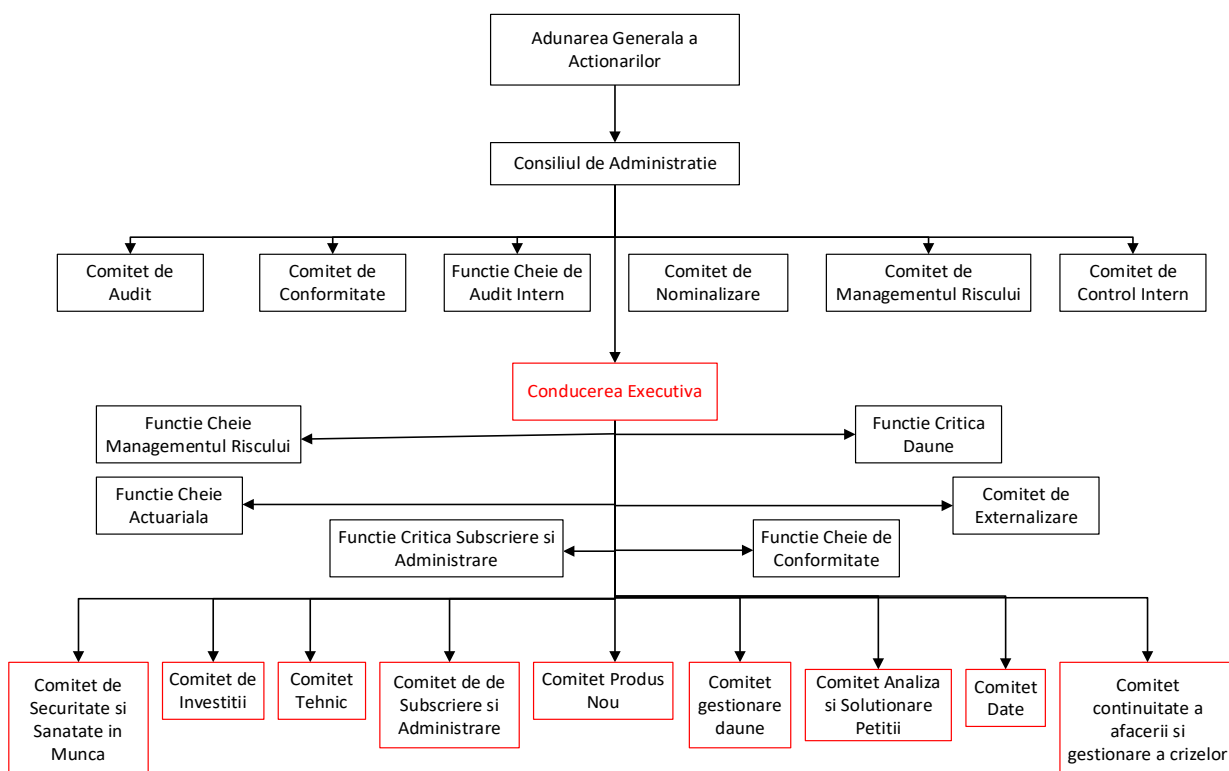 Adunarea Generala a
Actionarilor
Consiliul de Administratie
Comitet de
Audit
Comitet de
Conformitate
Functie Cheie de
Audit Intern
Comitet de
Nominalizare
Comitet de
Managementul Riscului
Comitet de
Control Intern
Conducerea Executiva
Functie Cheie
Managementul Riscului
Functie Critica
Daune
Functie Cheie
Actuariala
Comitet de
Externalizare
Functie Critica Subscriere si
Administrare
Functie Cheie de
Conformitate
Comitet de
Securitate si
Sanatate in
Munca
Comitet de
Investitii
Comitet
Tehnic
Comitet de de
Subscriere si
Administrare
Comitet Produs
Nou
Comitet
gestionare
daune
Comitet Analiza
si Solutionare
Petitii
Comitet
Date
Comitet
continuitate a
afacerii si
gestionare a crizelor